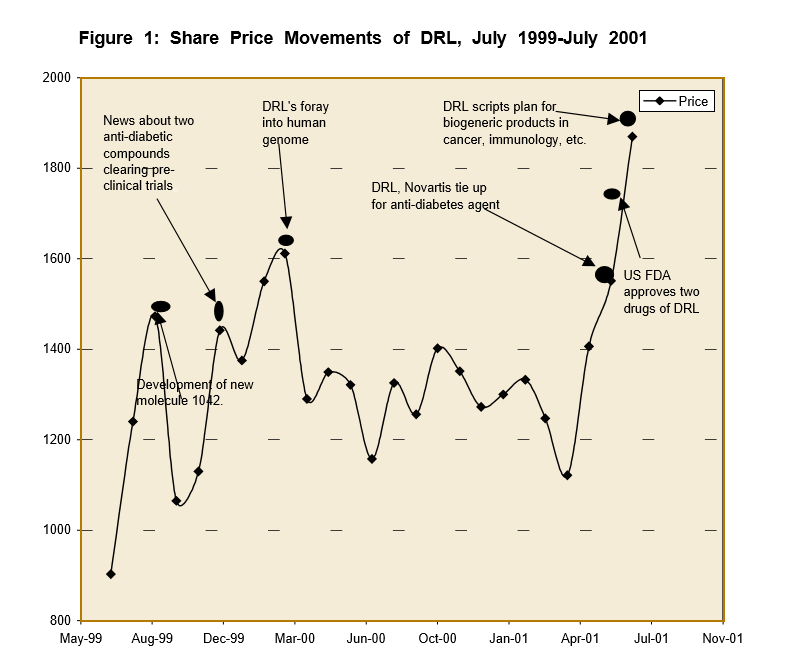 Figure 1: Share Price Movements of DRL, July 1999-July 2001
2000
1800
1600
1400
1200
1000
800
May-99 Aug-99 Dec-99 Mar-00 Jun-00 Oct-00 Jan-01 Apr-01 Jul-01 Nov-01
Price
News about two
anti-diabetic
compounds
clearing pre-
clinical trials
DRL's foray
into human
genome
DRL scripts plan for
biogeneric products in
cancer, immunology, etc.
DRL, Novartis tie up
for anti-diabetes agent
US FDA
approves two
drugs of DRL
Development of new
molecule 1042.